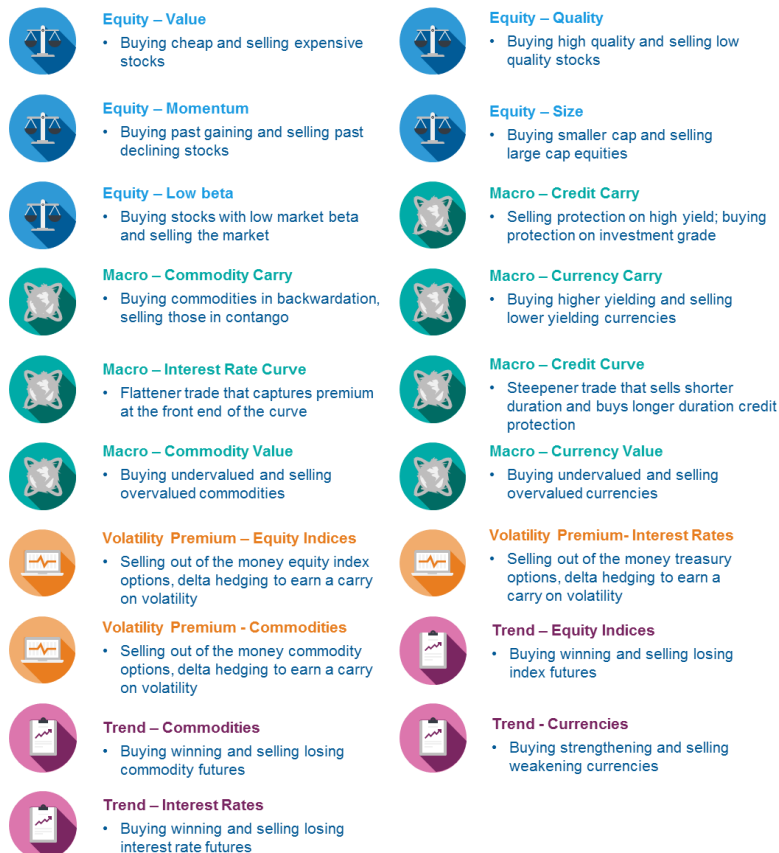 Equity – Value
• Buying cheap and selling expensive
stocks
Equity – Quality
• Buying high quality and selling low
quality stocks
Equity – Momentum
• Buying past gaining and selling past
declining stocks
Equity – Size
• Buying smaller cap and selling
large cap equities
Equity – Low beta
• Buying stocks with low market beta
and selling the market
Macro – Credit Carry
• Selling protection on high yield; buying
protection on investment grade
Macro – Commodity Carry
• Buying commodities in backwardation,
selling those in contango
Macro – Currency Carry
• Buying higher yielding and selling
lower yielding currencies
Macro – Interest Rate Curve
• Flattener trade that captures premium
at the front end of the curve
Macro – Credit Curve
• Steepener trade that sells shorter
duration and buys longer duration credit
protection
Macro – Commodity Value
• Buying undervalued and selling
overvalued commodities
Macro – Currency Value
• Buying undervalued and selling
overvalued currencies
Volatility Premium – Equity Indices
• Selling out of the money equity index
options, delta hedging to earn a carry
on volatility
Volatility Premium- Interest Rates
• Selling out of the money treasury
options, delta hedging to earn a
carry on volatility
Volatility Premium - Commodities
• Selling out of the money commodity
options, delta hedging to earn a carry
on volatility
Trend – Equity Indices
• Buying winning and selling losing
index futures
Trend – Commodities
• Buying winning and selling losing
commodity futures
Trend - Currencies
• Buying strengthening and selling
weakening currencies
Trend – Interest Rates
• Buying winning and selling losing
interest rate futures